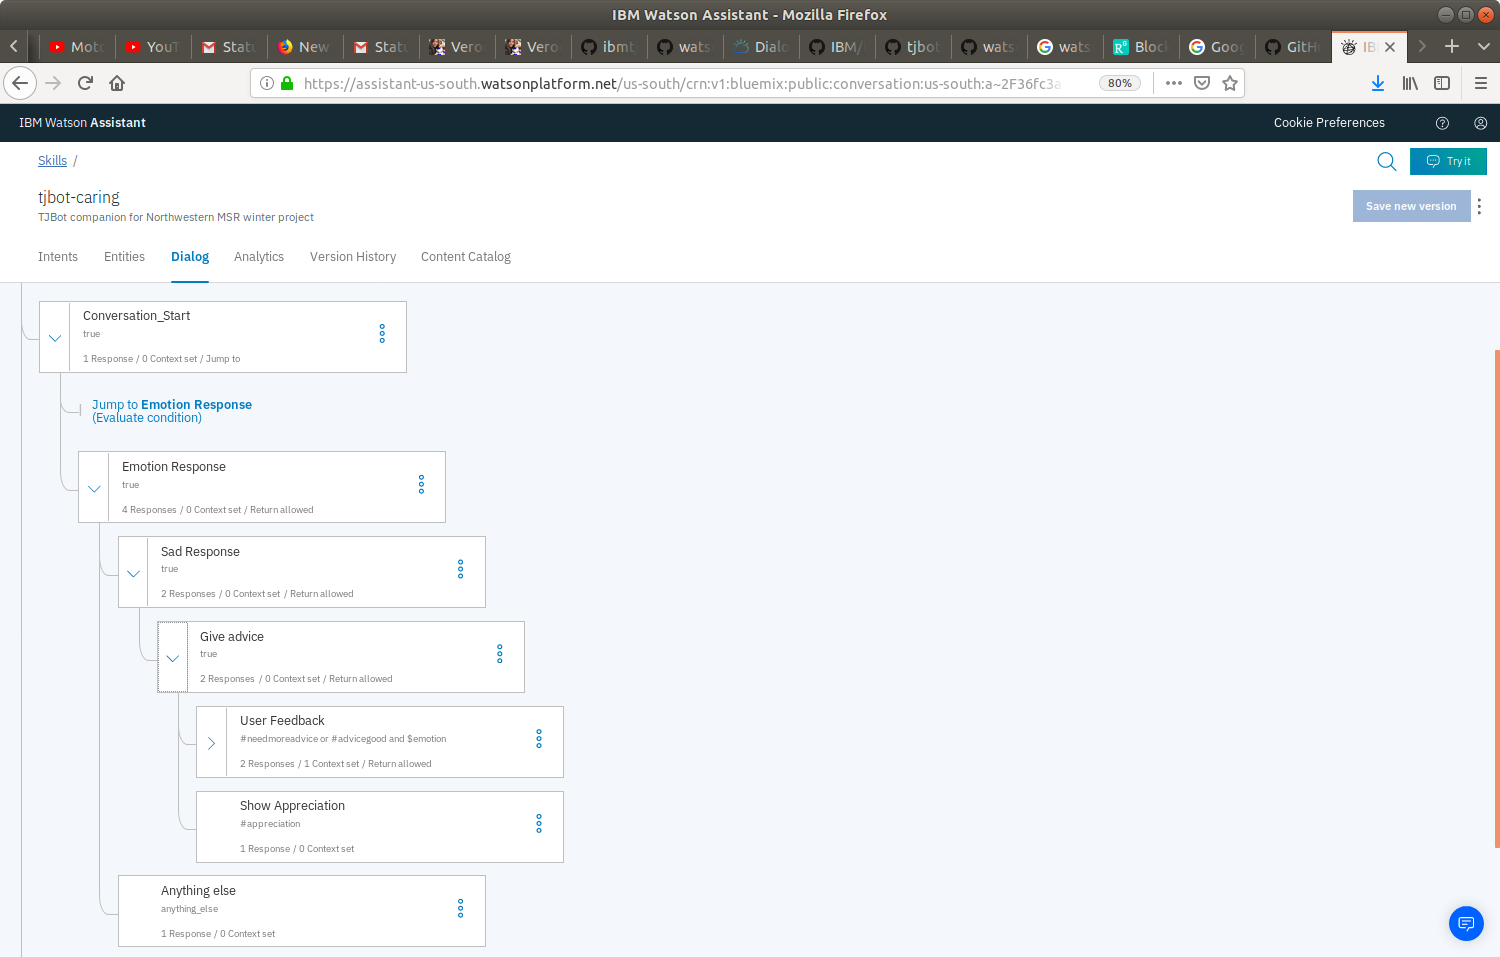 IBM Watson Assistant - Mozilla Firefox
Moto
YouT
Statu
New
Statu
Vero
Vero
ibmt
wats
Dialo
IBM/
tjbot
wats
wats
Block
Goog
GitHu
IB
https://assistant-us-south.watsonplatform.net/us-south/crn:v1:bluemix:public:conversation:us-south:a~2F36fc3a
80%
IBM Watson Assistant
Cookie Preferences
Skills /
Try it
tjbot-caring
TJBot companion for Northwestern MSR winter project
Save new version
Intents
Entities
Dialog
Analytics
Version History
Content Catalog
Conversation_Start
true
1 Response / 0 Context set / Jump to
Jump to Emotion Response
(Evaluate condition)
Emotion Response
true
4 Responses / 0 Context set / Return allowed
Sad Response
true
2 Responses / 0 Context set / Return allowed
Give advice
true
2 Responses / 0 Context set / Return allowed
User Feedback
#needmoreadvice or #advicegood and $emotion
2 Responses / 1 Context set / Return allowed
Show Appreciation
#appreciation
1 Response / 0 Context set
Anything else
anything_else
1 Response / 0 Context set